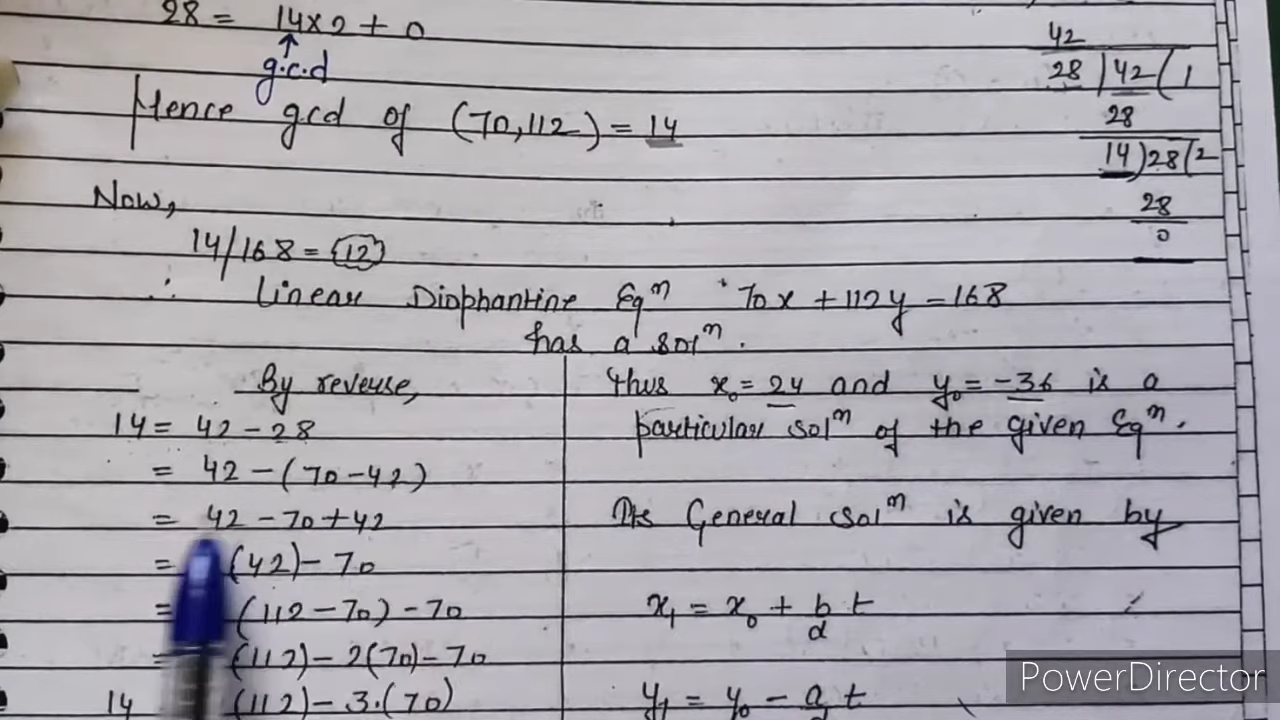 28 = 14x2 + 0
g.c.d
Hence gcd of (70,112) = 14
Now,
14/168 = 12
∴ Linear Diophantine Eqⁿ 70x + 112y = 168
has a solⁿ.
By reverse,
14 = 42 - 28
= 42 - (70 - 42)
= 42 - 70 + 42
= (42) - 70
= (112 - 70) - 70
= (112) - 2(70) - 70
14 (112) - 3.(70)
Thus x₀ = 24 and y₀ = -36 is a
particular solⁿ of the given Eqⁿ.
Its General Solⁿ is given by
x₁ = x₀ + b/d t
y₁ = y₀ - a/d t
42
28 ) 42 ( 1
28
14 ) 28 ( 2
28
0
PowerDirector